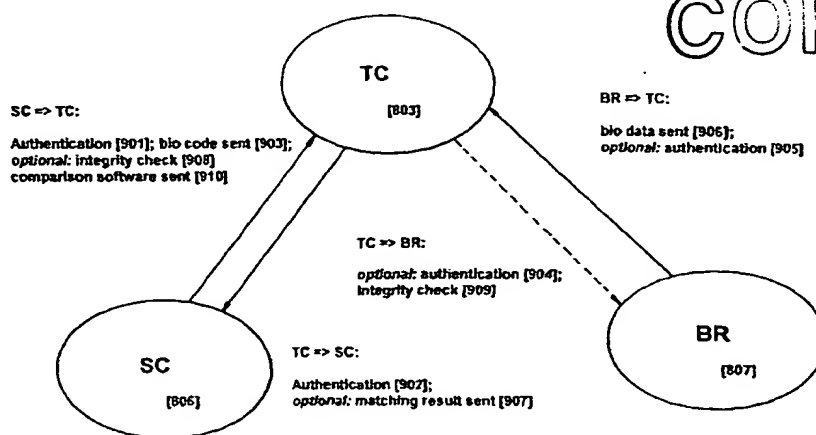 TC
[803]
SC => TC:
Authentication [901]; bio code sent [903];
optional: integrity check [908]
comparison software sent [910]
BR => TC:
bio data sent [906];
optional: authentication [905]
TC => BR:
optional: authentication [904];
integrity check [909]
SC
[806]
TC => SC:
Authentication [902];
optional: matching result sent [907]
BR
[807]